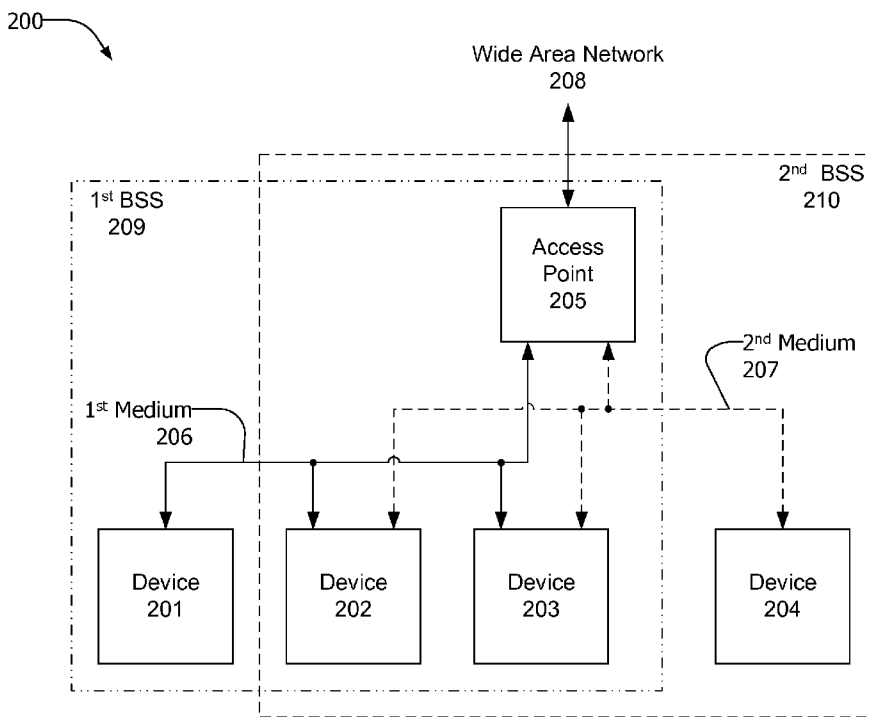 200
Wide Area Network
208
1st BSS
209
2nd BSS
210
Access
Point
205
2nd Medium
207
1st Medium
206
Device
201
Device
202
Device
203
Device
204